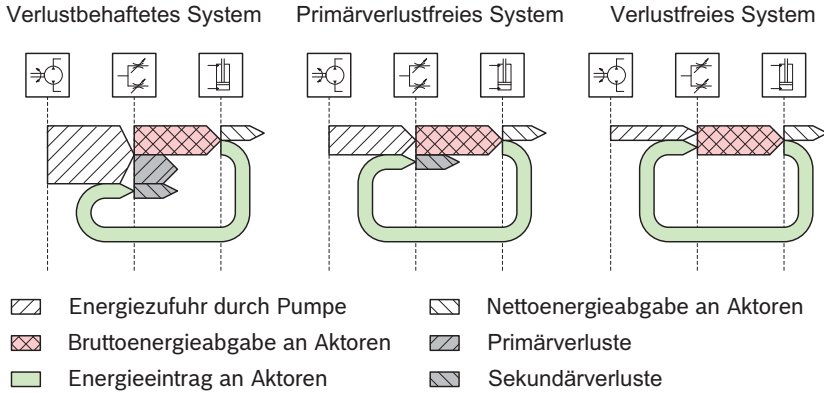 Verlustbehaftetes System
Primärverlustfreies System
Verlustfreies System
Energiezufuhr durch Pumpe
Nettoenergieabgabe an Aktoren
Bruttoenergieabgabe an Aktoren
Primärverluste
Energieeintrag an Aktoren
Sekundärverluste